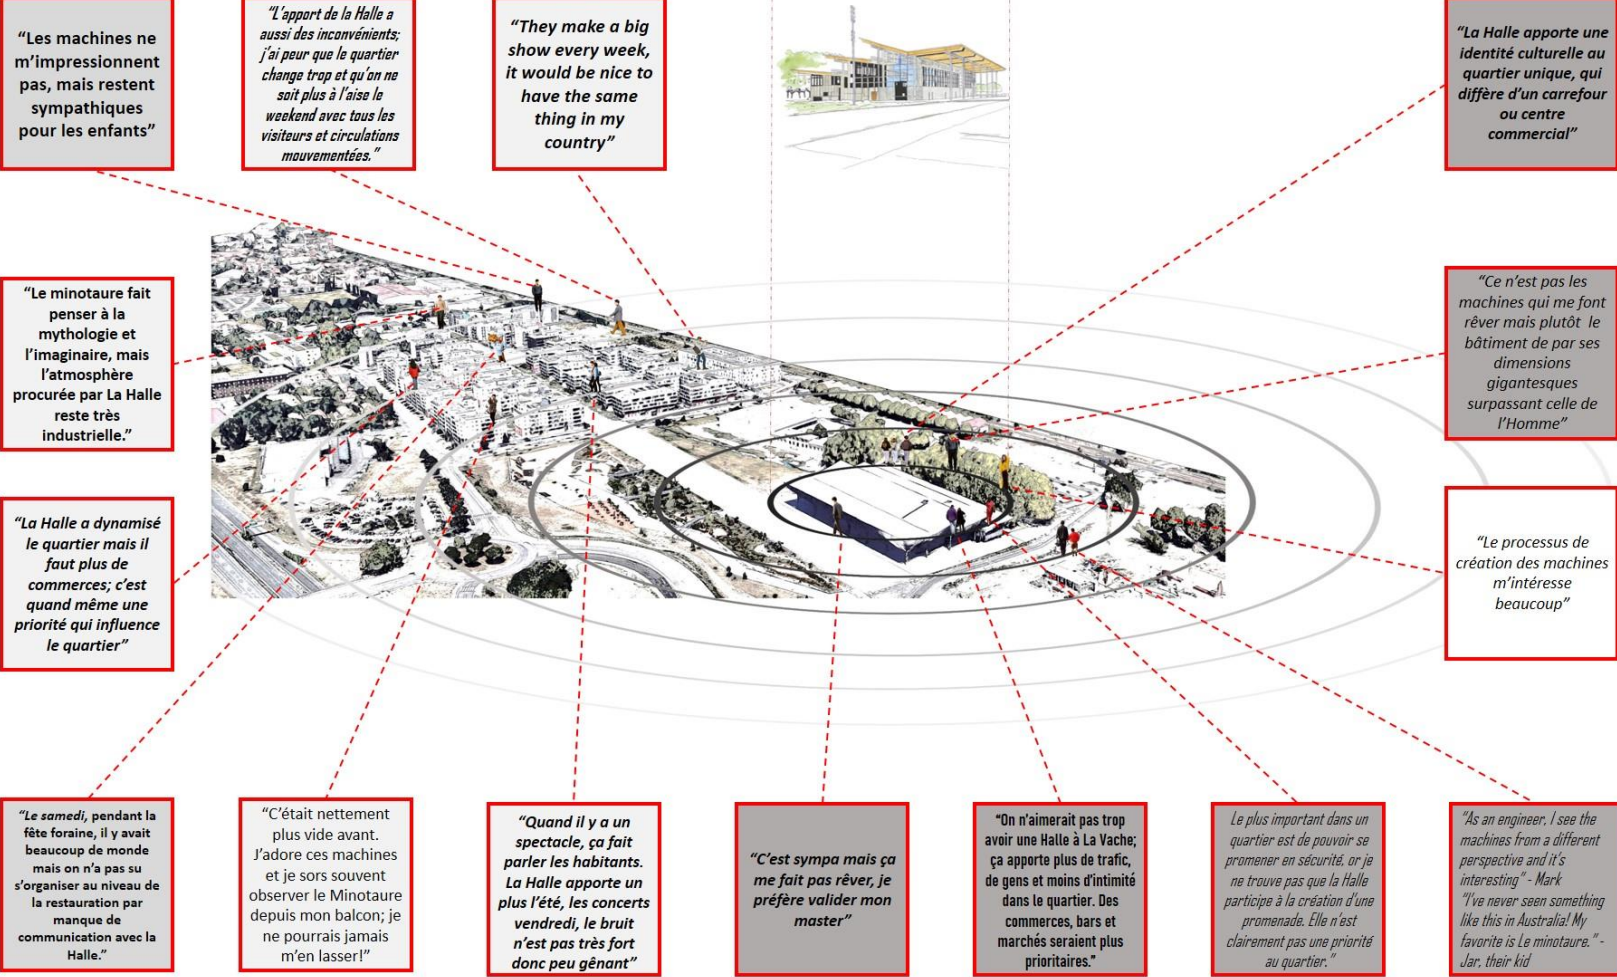 “Les machines ne
m’impressionnent
pas, mais restent
sympathiques
pour les enfants”
“L’apport de la Halle a
aussi des inconvénients;
j’ai peur que le quartier
change trop et qu’on ne
soit plus à l’aise le
weekend avec tous les
visiteurs et circulations
mouvementées.”
“They make a big
show every week,
it would be nice to
have the same
thing in my
country”
“La Halle apporte une
identité culturelle au
quartier unique, qui
diffère d’un carrefour
ou centre
commercial”
“Le minotaure fait
penser à la
mythologie et
l’imaginaire, mais
l’atmosphère
procurée par La Halle
reste très
industrielle.”
“Ce n’est pas les
machines qui me font
rêver mais plutôt le
bâtiment de par ses
dimensions
gigantesques
surpassant celle de
l’Homme”
“La Halle a dynamisé
le quartier mais il
faut plus de
commerces; c’est
quand même une
priorité qui influence
le quartier”
“Le processus de
création des machines
m’intéresse
beaucoup”
“Le samedi, pendant la
fête foraine, il y avait
beaucoup de monde
mais on n’a pas su
s’organiser au niveau de
la restauration par
manque de
communication avec la
Halle.”
“C’était nettement
plus vide avant.
J’adore ces machines
et je sors souvent
observer le Minotaure
depuis mon balcon; je
ne pourrais jamais
m’en lasser!”
“Quand il y a un
spectacle, ça fait
parler les habitants.
La Halle apporte un
plus l’été, les concerts
vendredi, le bruit
n’est pas très fort
donc peu gênant”
“C’est sympa mais ça
me fait pas rêver, je
préfère valider mon
master”
“On n’aimerait pas trop
avoir une Halle à La Vache;
ça apporte plus de trafic,
de gens et moins d’intimité
dans le quartier. Des
commerces, bars et
marchés seraient plus
prioritaires.”
Le plus important dans un
quartier est de pouvoir se
promener en sécurité, or je
ne trouve pas que la Halle
participe à la création d’une
promenade. Elle n’est
clairement pas une priorité
au quartier.”
“As an engineer, I see the
machines from a different
perspective and it’s
interesting” - Mark
“I’ve never seen something
like this in Australia! My
favorite is Le minotaure.” -
Jar, their kid